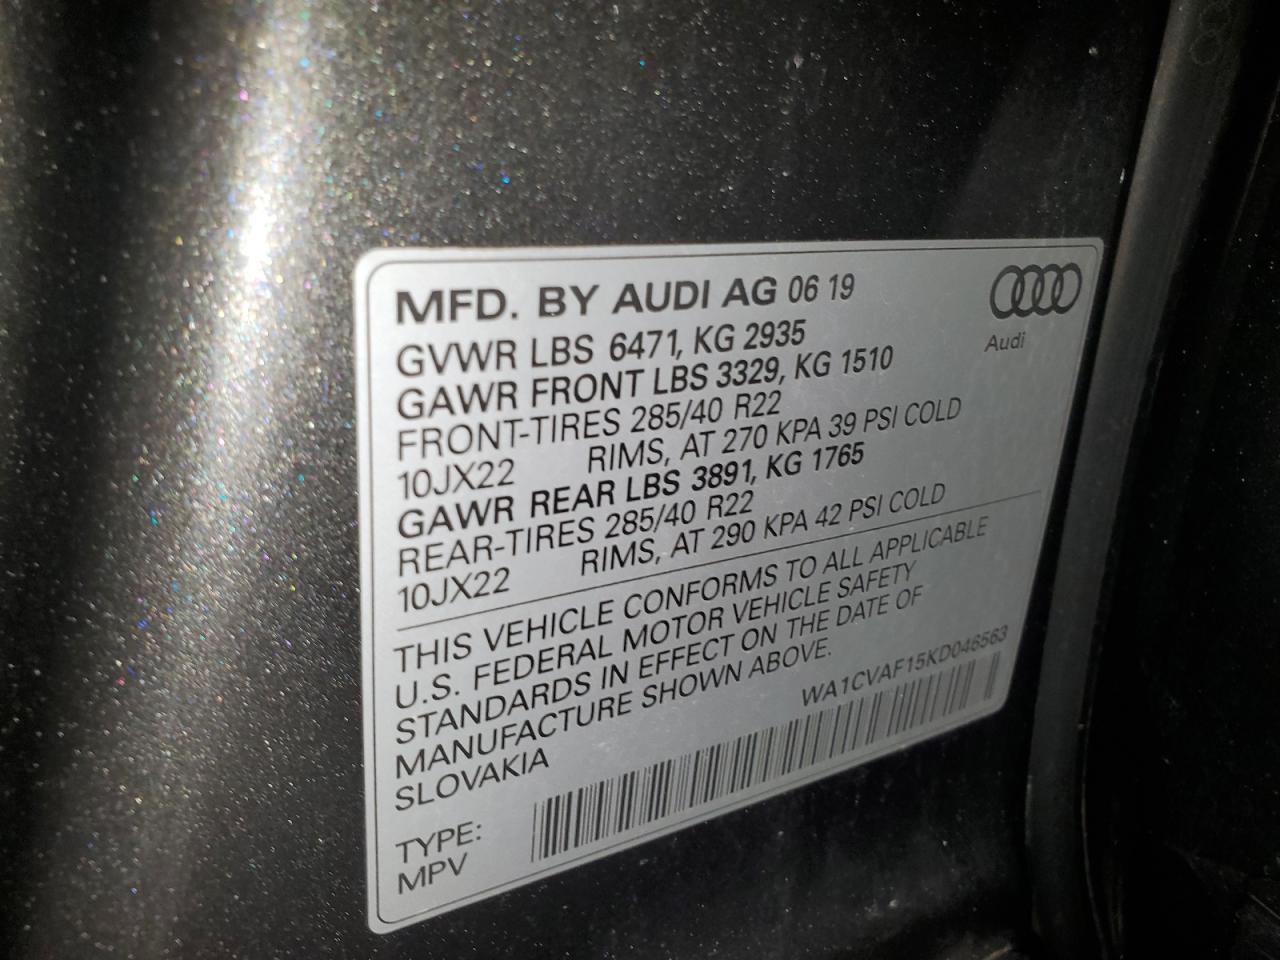 MFD. BY AUDI AG 06 19
Audi
GVWR LBS 6471, KG 2935
GAWR FRONT LBS 3329, KG 1510
FRONT-TIRES 285/40 R22
10JX22 RIMS, AT 270 KPA 39 PSI COLD
GAWR REAR LBS 3891, KG 1765
REAR-TIRES 285/40 R22
10JX22 RIMS, AT 290 KPA 42 PSI COLD
THIS VEHICLE CONFORMS TO ALL APPLICABLE
U.S. FEDERAL MOTOR VEHICLE SAFETY
STANDARDS IN EFFECT ON THE DATE OF
MANUFACTURE SHOWN ABOVE.
SLOVAKIA
WA1CVAF15KD046563
TYPE:
MPV